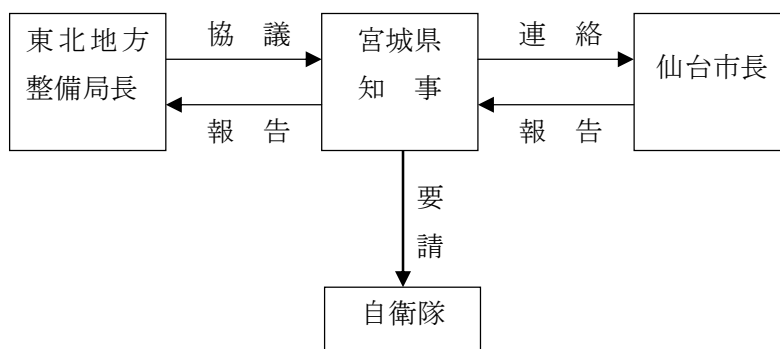 東北地方
整備局長
協 議
報 告
宮城県
知 事
連 絡
報 告
仙台市長
要
請
自衛隊